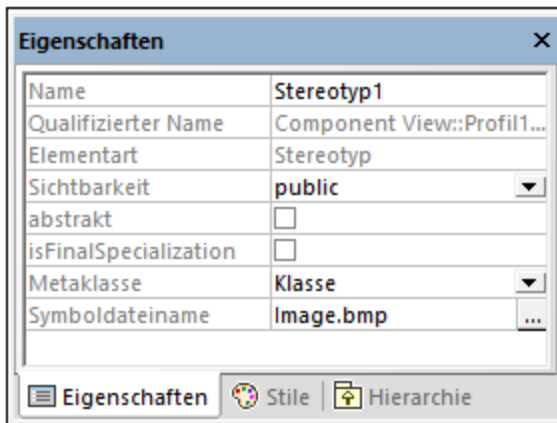 Eigenschaften
Name Stereotyp1
Qualifizierter Name Component View::Profil1...
Elementart Stereotyp
Sichtbarkeit public
abstrakt
isFinalSpecialization
Metaklasse Klasse
Symboldateiname Image.bmp ...
Eigenschaften Stile Hierarchie